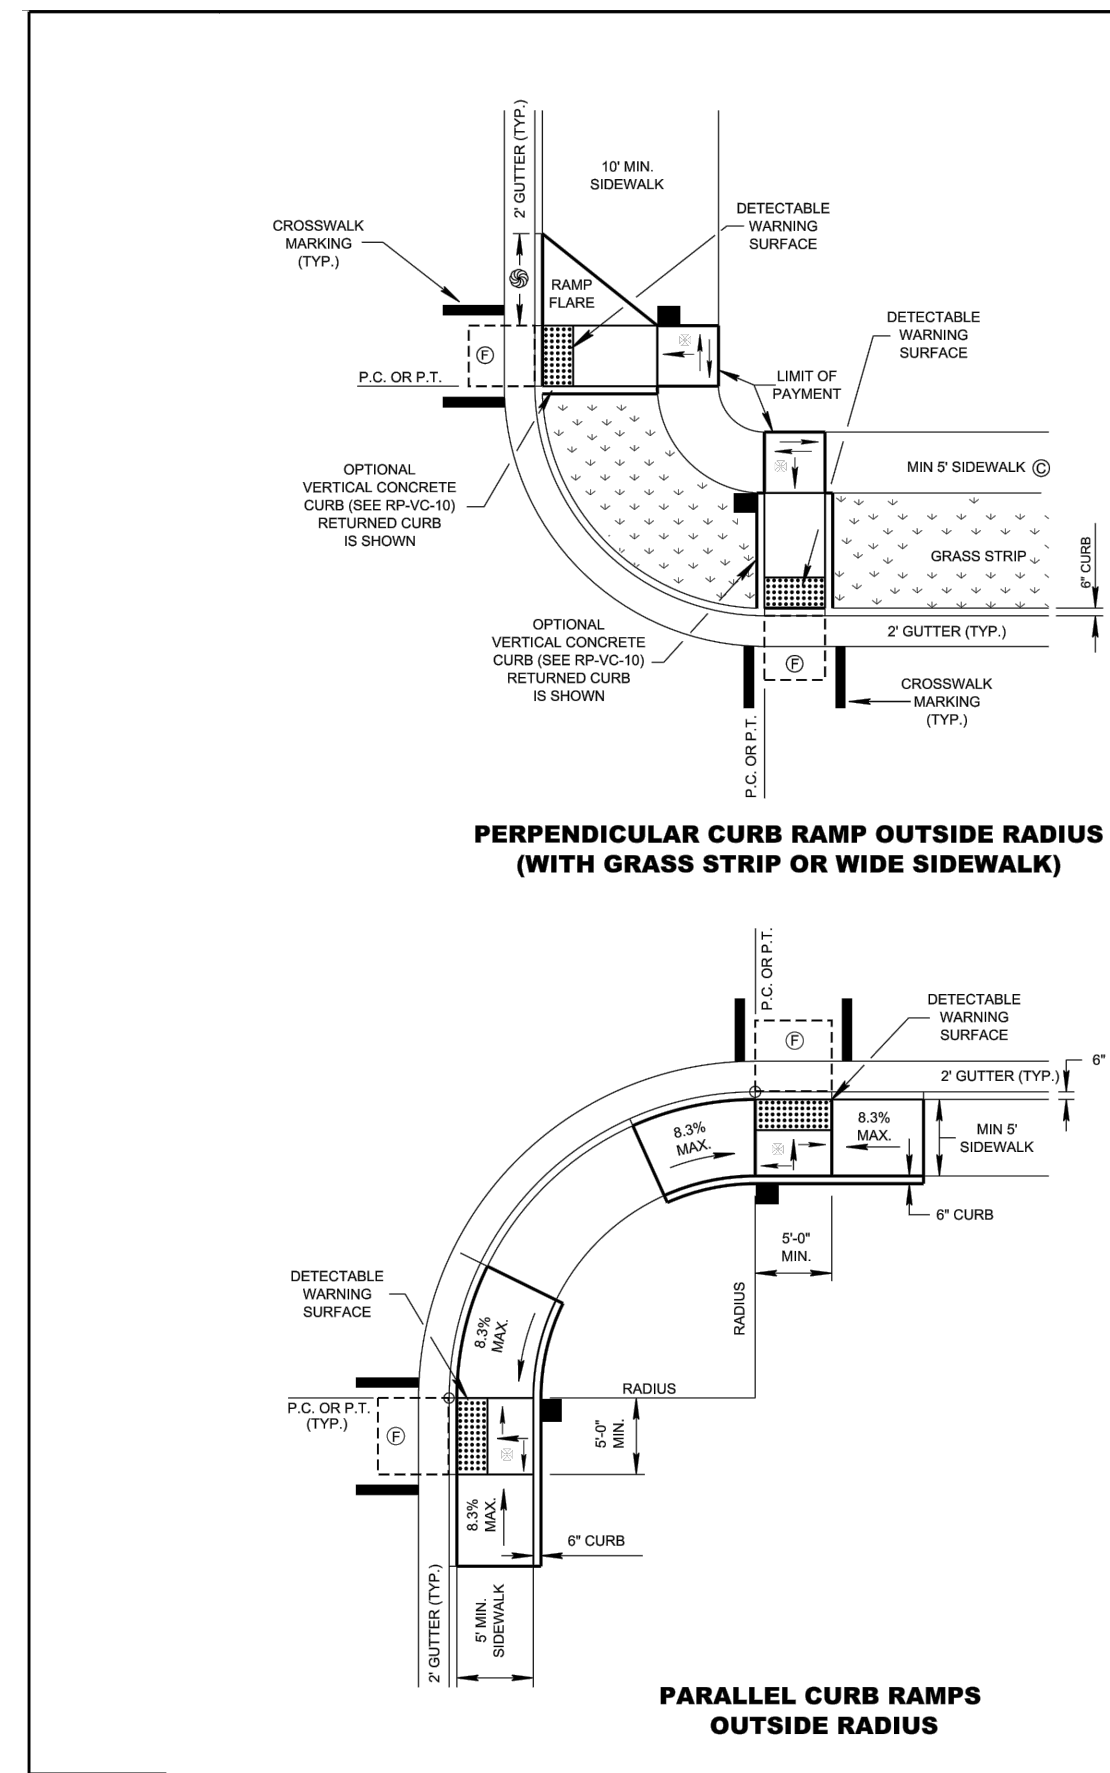 2' GUTTER (TYP.)
10' MIN.
SIDEWALK
DETECTABLE
WARNING
SURFACE
CROSSWALK
MARKING
(TYP.)
RAMP
FLARE
DETECTABLE
WARNING
SURFACE
F
P.C. OR P.T.
LIMIT OF
PAYMENT
OPTIONAL
VERTICAL CONCRETE
CURB (SEE RP-VC-10)
RETURNED CURB
IS SHOWN
MIN 5' SIDEWALK C
GRASS STRIP
6" CURB
OPTIONAL
VERTICAL CONCRETE
CURB (SEE RP-VC-10)
RETURNED CURB
IS SHOWN
2' GUTTER (TYP.)
F
CROSSWALK
MARKING
(TYP.)
P.C. OR P.T.
PERPENDICULAR CURB RAMP OUTSIDE RADIUS
(WITH GRASS STRIP OR WIDE SIDEWALK)
P.C. OR P.T.
DETECTABLE
WARNING
SURFACE
F
6"
2' GUTTER (TYP.)
8.3%
MAX.
8.3%
MAX.
MIN 5'
SIDEWALK
6" CURB
5'-0"
MIN.
RADIUS
DETECTABLE
WARNING
SURFACE
8.3%
MAX.
RADIUS
P.C. OR P.T.
(TYP.)
F
5'-0"
MIN.
8.3%
MAX.
6" CURB
2' GUTTER (TYP.)
5' MIN.
SIDEWALK
PARALLEL CURB RAMPS
OUTSIDE RADIUS